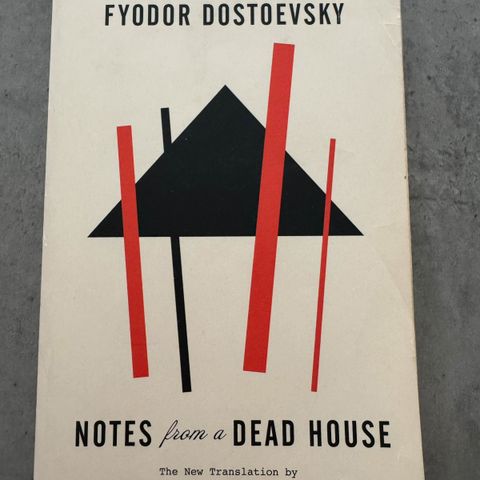 FYODOR DOSTOEVSKY
NOTES from a DEAD HOUSE
The New Translation by